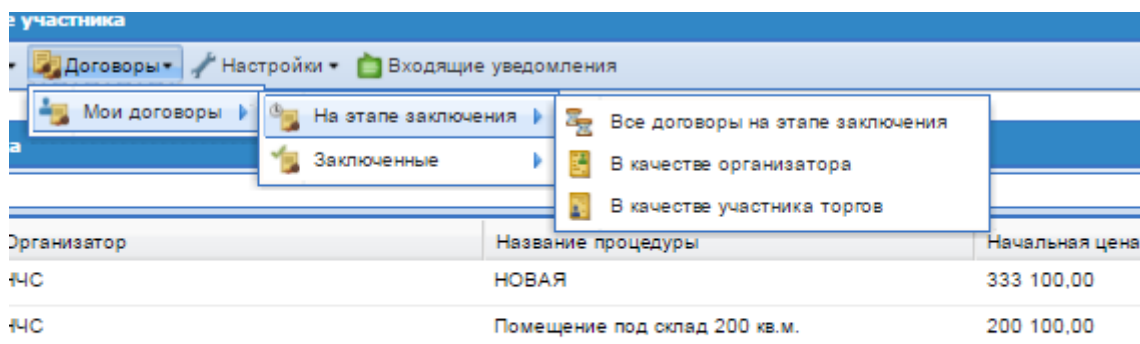 е участника
Договоры Настройки Входящие уведомления
Мои договоры На этапе заключения Все договоры на этапе заключения
а Заключенные В качестве организатора
В качестве участника торгов
Организатор Название процедуры Начальная цена
НЧС НОВАЯ 333 100,00
НЧС Помещение под склад 200 кв.м. 200 100,00